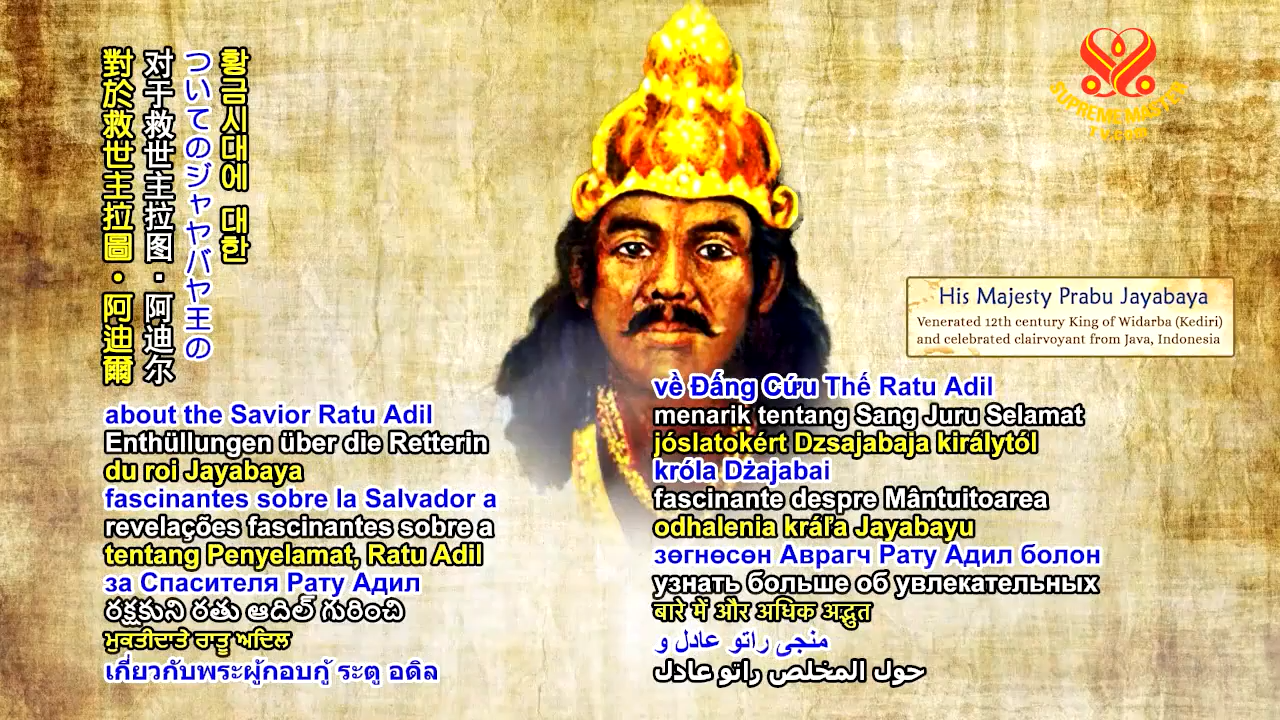 황금시대에 대한
ついてのジャヤバヤ王の
对于救世主拉图・阿迪尔
對於救世主拉圖・阿迪爾
SUPREME MASTER
TV.COM
His Majesty Prabu Jayabaya
Venerated 12th century King of Widarba (Kediri)
and celebrated clairvoyant from Java, Indonesia
about the Savior Ratu Adil
Enthüllungen über die Retterin
du roi Jayabaya
fascinantes sobre la Salvador a
revelações fascinantes sobre a
tentang Penyelamat, Ratu Adil
за Спасителя Рату Адил
రక్షకుని రతు ఆదిల్ గురించి
ਮੁਕਤੀਦਾਤੇ ਰਾਤੂ ਅਦਿਲ
เกี่ยวกับพระผู้กอบกู้ ระตู อดิล
về Đấng Cứu Thế Ratu Adil
menarik tentang Sang Juru Selamat
jóslatokért Dzsajabaja királytól
króla Dżajabai
fascinante despre Mântuitoarea
odhalenia kráľa Jayabayu
зөгнөсөн Аврагч Рату Адил болон
узнать больше об увлекательных
बारे में और अधिक अद्भुत
منجی راتو عادل و
حول المخلص راتو عادل